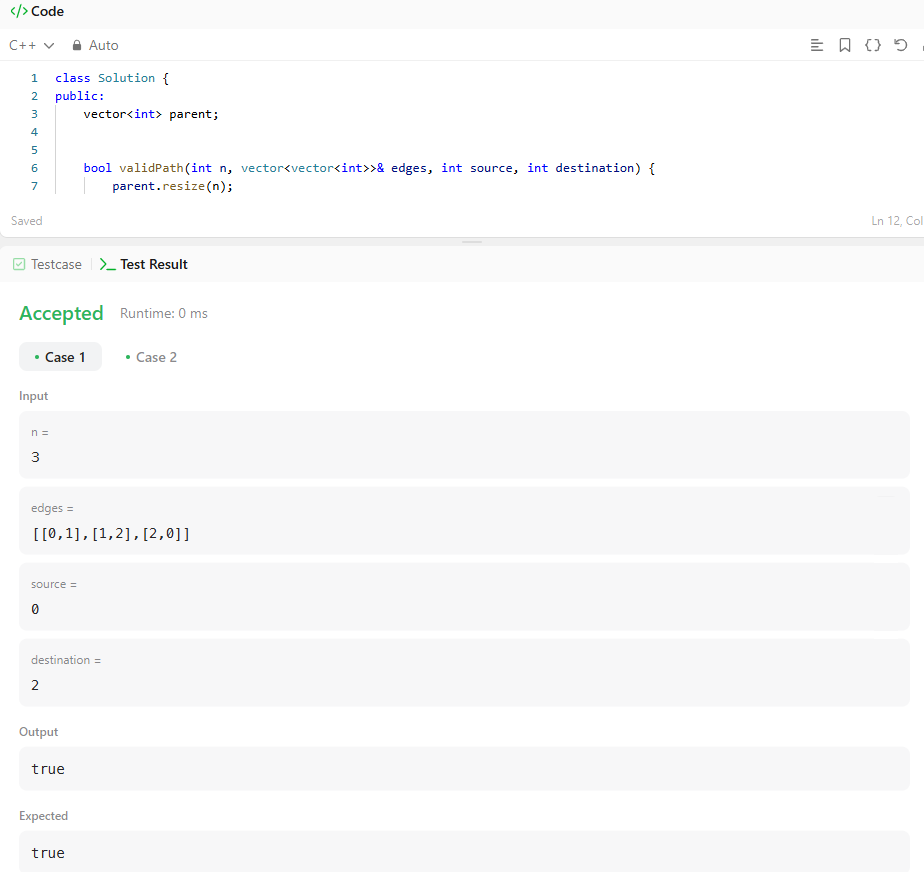 </> Code
C++ Auto
1 class Solution {
2 public:
3 vector<int> parent;
4
5
6 bool validPath(int n, vector<vector<int>>& edges, int source, int destination) {
7 parent.resize(n);
Saved Ln 12, Col
Testcase >_ Test Result
Accepted Runtime: 0 ms
• Case 1 • Case 2
Input
n =
3
edges =
[[0,1],[1,2],[2,0]]
source =
0
destination =
2
Output
true
Expected
true